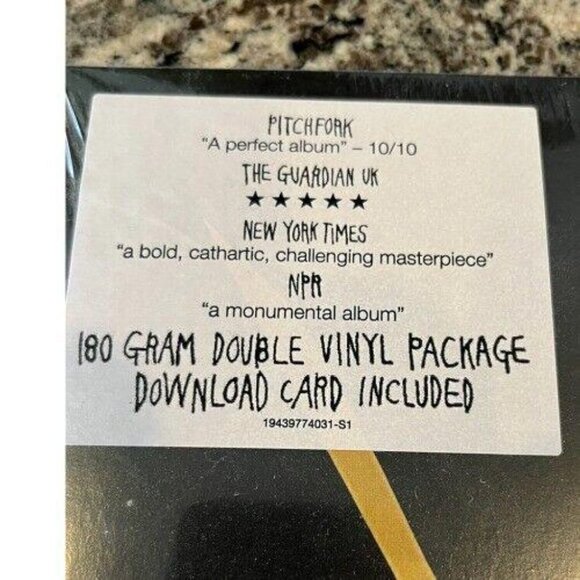 PITCHFORK
"A perfect album" – 10/10
THE GUARDIAN UK
★★★★★
NEW YORK TIMES
"a bold, cathartic, challenging masterpiece"
NPR
"a monumental album"
180 GRAM DOUBLE VINYL PACKAGE
DOWNLOAD CARD INCLUDED
19439774031-S1